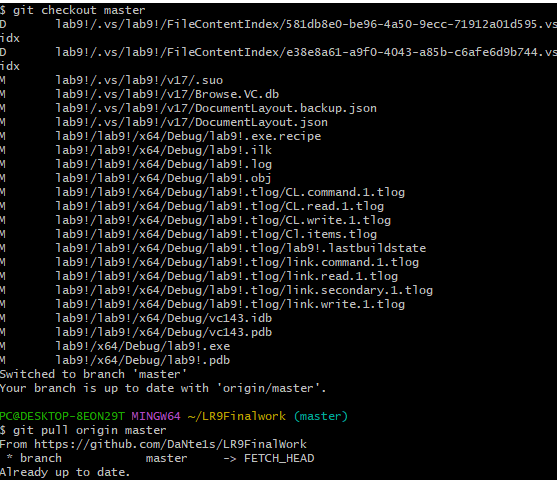 $ git checkout master
D       lab9!/.vs/lab9!/FileContentIndex/581db8e0-be96-4a50-9ecc-71912a01d595.vs
idx
D       lab9!/.vs/lab9!/FileContentIndex/e38e8a61-a9f0-4043-a85b-c6afe6d9b744.vs
idx
M       lab9!/.vs/lab9!/v17/.suo
M       lab9!/.vs/lab9!/v17/Browse.VC.db
M       lab9!/.vs/lab9!/v17/DocumentLayout.backup.json
M       lab9!/.vs/lab9!/v17/DocumentLayout.json
M       lab9!/lab9!/x64/Debug/lab9!.exe.recipe
M       lab9!/lab9!/x64/Debug/lab9!.ilk
M       lab9!/lab9!/x64/Debug/lab9!.log
M       lab9!/lab9!/x64/Debug/lab9!.obj
M       lab9!/lab9!/x64/Debug/lab9!.tlog/CL.command.1.tlog
M       lab9!/lab9!/x64/Debug/lab9!.tlog/CL.read.1.tlog
M       lab9!/lab9!/x64/Debug/lab9!.tlog/CL.write.1.tlog
M       lab9!/lab9!/x64/Debug/lab9!.tlog/Cl.items.tlog
M       lab9!/lab9!/x64/Debug/lab9!.tlog/lab9!.lastbuildstate
M       lab9!/lab9!/x64/Debug/lab9!.tlog/link.command.1.tlog
M       lab9!/lab9!/x64/Debug/lab9!.tlog/link.read.1.tlog
M       lab9!/lab9!/x64/Debug/lab9!.tlog/link.secondary.1.tlog
M       lab9!/lab9!/x64/Debug/lab9!.tlog/link.write.1.tlog
M       lab9!/lab9!/x64/Debug/vc143.idb
M       lab9!/lab9!/x64/Debug/vc143.pdb
M       lab9!/x64/Debug/lab9!.exe
M       lab9!/x64/Debug/lab9!.pdb
Switched to branch 'master'
Your branch is up to date with 'origin/master'.

PC@DESKTOP-8EON29T MINGW64 ~/LR9Finalwork (master)
$ git pull origin master
From https://github.com/DaNte1s/LR9FinalWork
 * branch            master     -> FETCH_HEAD
Already up to date.